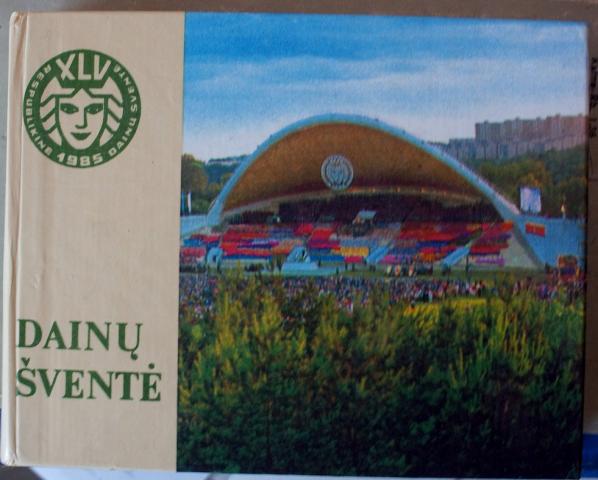 XLV
RESPUBLIKINĖ 1985 DAINŲ ŠVENTĖ
DAINŲ
ŠVENTĖ